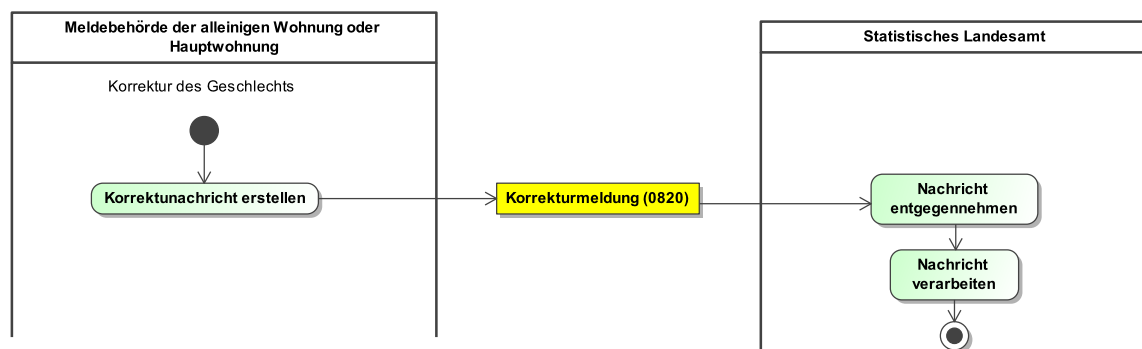 Meldebehörde der alleinigen Wohnung oder
Hauptwohnung
Korrektur des Geschlechts
Korrektunachricht erstellen
Korrekturmeldung (0820)
Statistisches Landesamt
Nachricht
entgegennehmen
Nachricht
verarbeiten